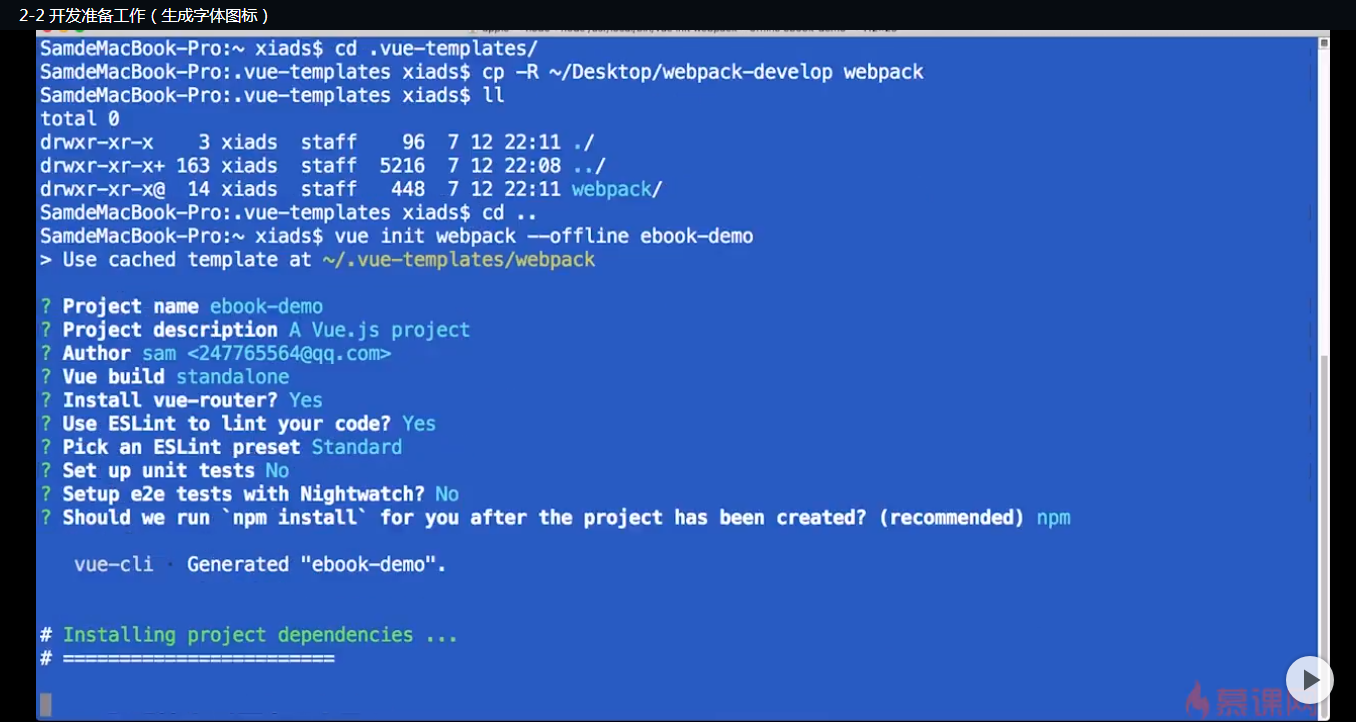 2-2 开发准备工作（生成字体图标）
SamdeMacBook-Pro:~ xiads$ cd .vue-templates/
SamdeMacBook-Pro:.vue-templates xiads$ cp -R ~/Desktop/webpack-develop webpack
SamdeMacBook-Pro:.vue-templates xiads$ ll
total 0
drwxr-xr-x    3 xiads  staff    96  7 12 22:11 ./
drwxr-xr-x+ 163 xiads  staff  5216  7 12 22:08 ../
drwxr-xr-x@  14 xiads  staff   448  7 12 22:11 webpack/
SamdeMacBook-Pro:.vue-templates xiads$ cd ..
SamdeMacBook-Pro:~ xiads$ vue init webpack --offline ebook-demo
> Use cached template at ~/.vue-templates/webpack
? Project name ebook-demo
? Project description A Vue.js project
? Author sam <247765564@qq.com>
? Vue build standalone
? Install vue-router? Yes
? Use ESLint to lint your code? Yes
? Pick an ESLint preset Standard
? Set up unit tests No
? Setup e2e tests with Nightwatch? No
? Should we run `npm install` for you after the project has been created? (recommended) npm
vue-cli · Generated "ebook-demo".
# Installing project dependencies ...
# ========================
慕课网